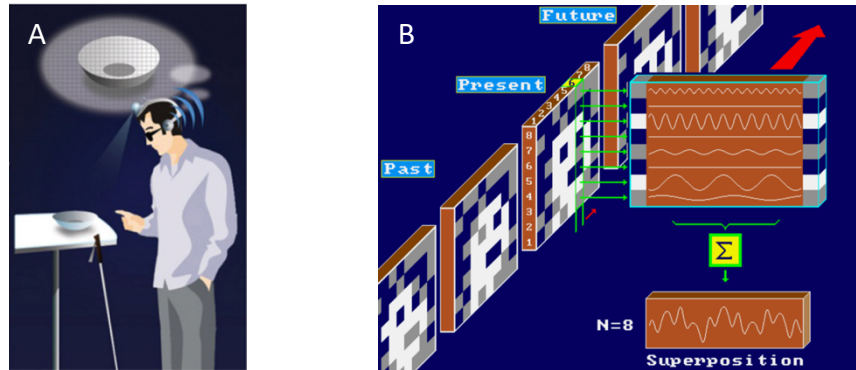 A
B
Future
Present
Past
1 2 3 4 5 6 7 8
8
7
6
5
4
3
2
1
Σ
N=8
Superposition